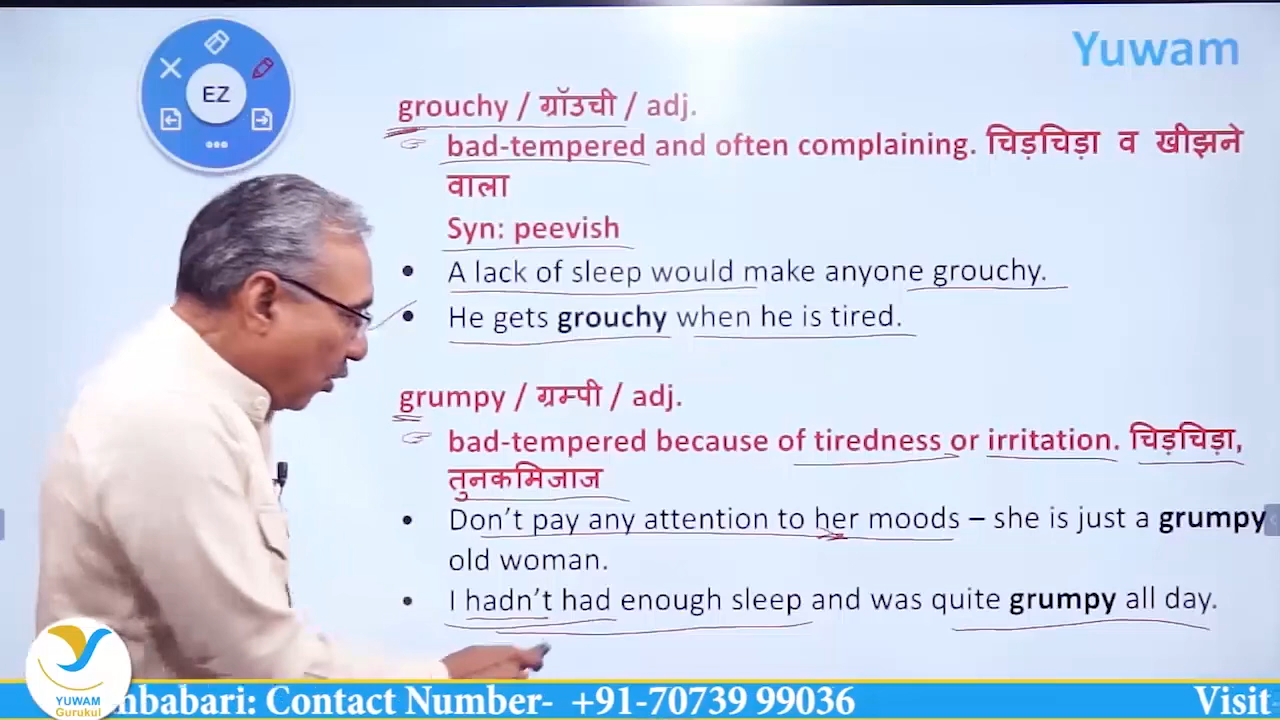 Yuwam
EZ
grouchy / ग्रॉउची / adj.
bad-tempered and often complaining. चिड़चिड़ा व खीझने
वाला
Syn: peevish
• A lack of sleep would make anyone grouchy.
• He gets grouchy when he is tired.
grumpy / ग्रम्पी / adj.
bad-tempered because of tiredness or irritation. चिड़चिड़ा,
तुनकमिजाज
• Don't pay any attention to her moods – she is just a grumpy
old woman.
• I hadn't had enough sleep and was quite grumpy all day.
YUWAM
Gurukul
mbabari: Contact Number- +91-70739 99036 Visit